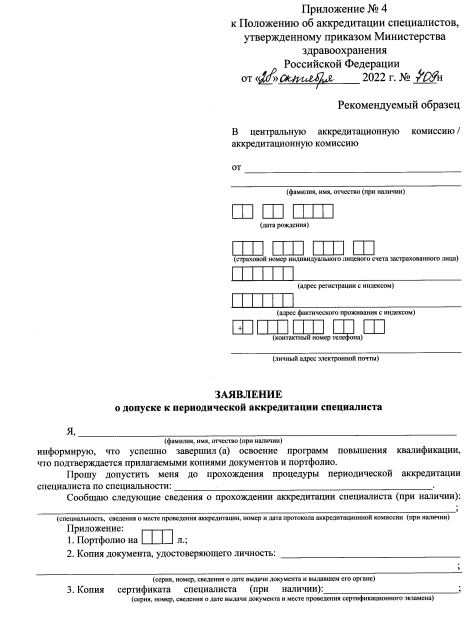 Приложение № 4
к Положению об аккредитации специалистов,
утвержденному приказом Министерства
здравоохранения
Российской Федерации
от «28» октября 2022 г. № 709н
Рекомендуемый образец
В центральную аккредитационную комиссию /
аккредитационную комиссию
от
(фамилия, имя, отчество (при наличии)
(дата рождения)
(страховой номер индивидуального лицевого счета застрахованного лица)
(адрес регистрации с индексом)
(адрес фактического проживания с индексом)
+
(контактный номер телефона)
(личный адрес электронной почты)
ЗАЯВЛЕНИЕ
о допуске к периодической аккредитации специалиста
Я,
(фамилия, имя, отчество (при наличии)
информирую, что успешно завершил (а) освоение программ повышения квалификации,
что подтверждается прилагаемыми копиями документов и портфолио.
Прошу допустить меня до прохождения процедуры периодической аккредитации
специалиста по специальности: .
Сообщаю следующие сведения о прохождении аккредитации специалиста (при наличии):
;
(специальность, сведения о месте проведения аккредитации, номер и дата протокола аккредитационной комиссии (при наличии)
Приложение:
1. Портфолио на л.;
2. Копия документа, удостоверяющего личность:
;
(серия, номер, сведения о дате выдачи документа и выдавшем его органе)
3. Копия сертификата специалиста (при наличии): ;
(серия, номер, сведения о дате выдачи документа и месте проведения сертификационного экзамена)